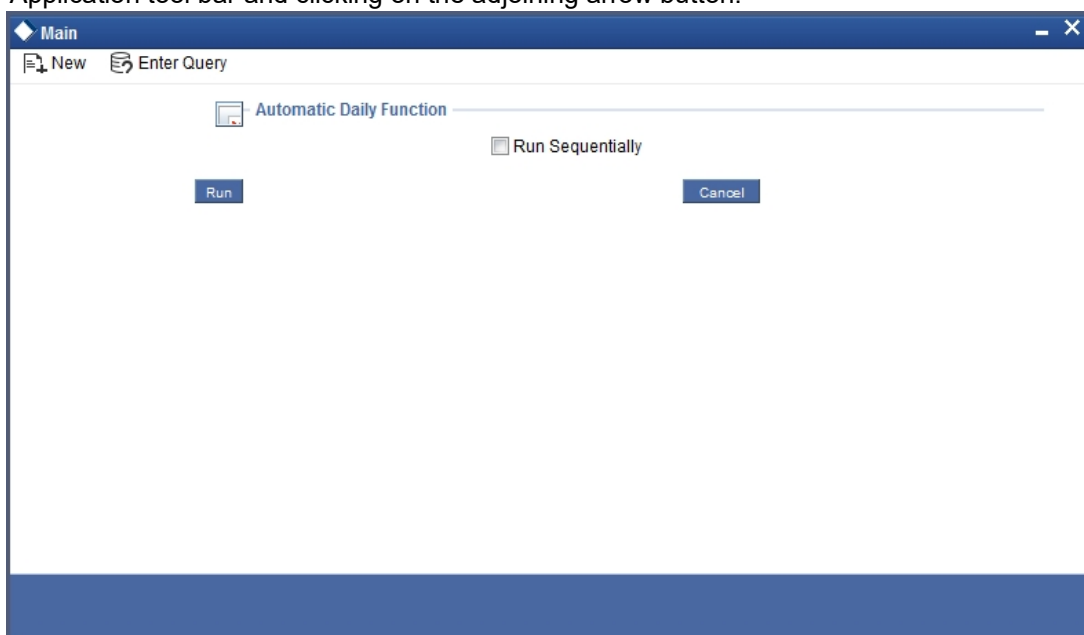 Application tool bar and clicking on the adjoining arrow button.
Main
New Enter Query
Automatic Daily Function
Run Sequentially
Run Cancel